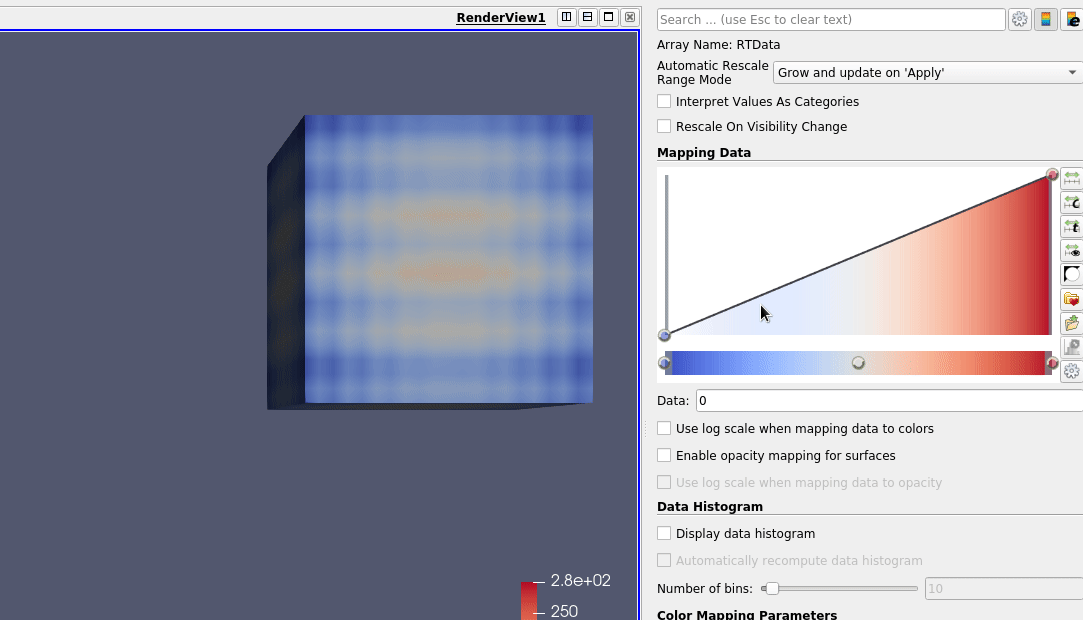 RenderView1
Search ... (use Esc to clear text)
Array Name: RTData
Automatic Rescale
Range Mode
Grow and update on 'Apply'
Interpret Values As Categories
Rescale On Visibility Change
Mapping Data
Data: 0
Use log scale when mapping data to colors
Enable opacity mapping for surfaces
Use log scale when mapping data to opacity
Data Histogram
Display data histogram
Automatically recompute data histogram
Number of bins: 10
Color Mapping Parameters
2.8e+02
250